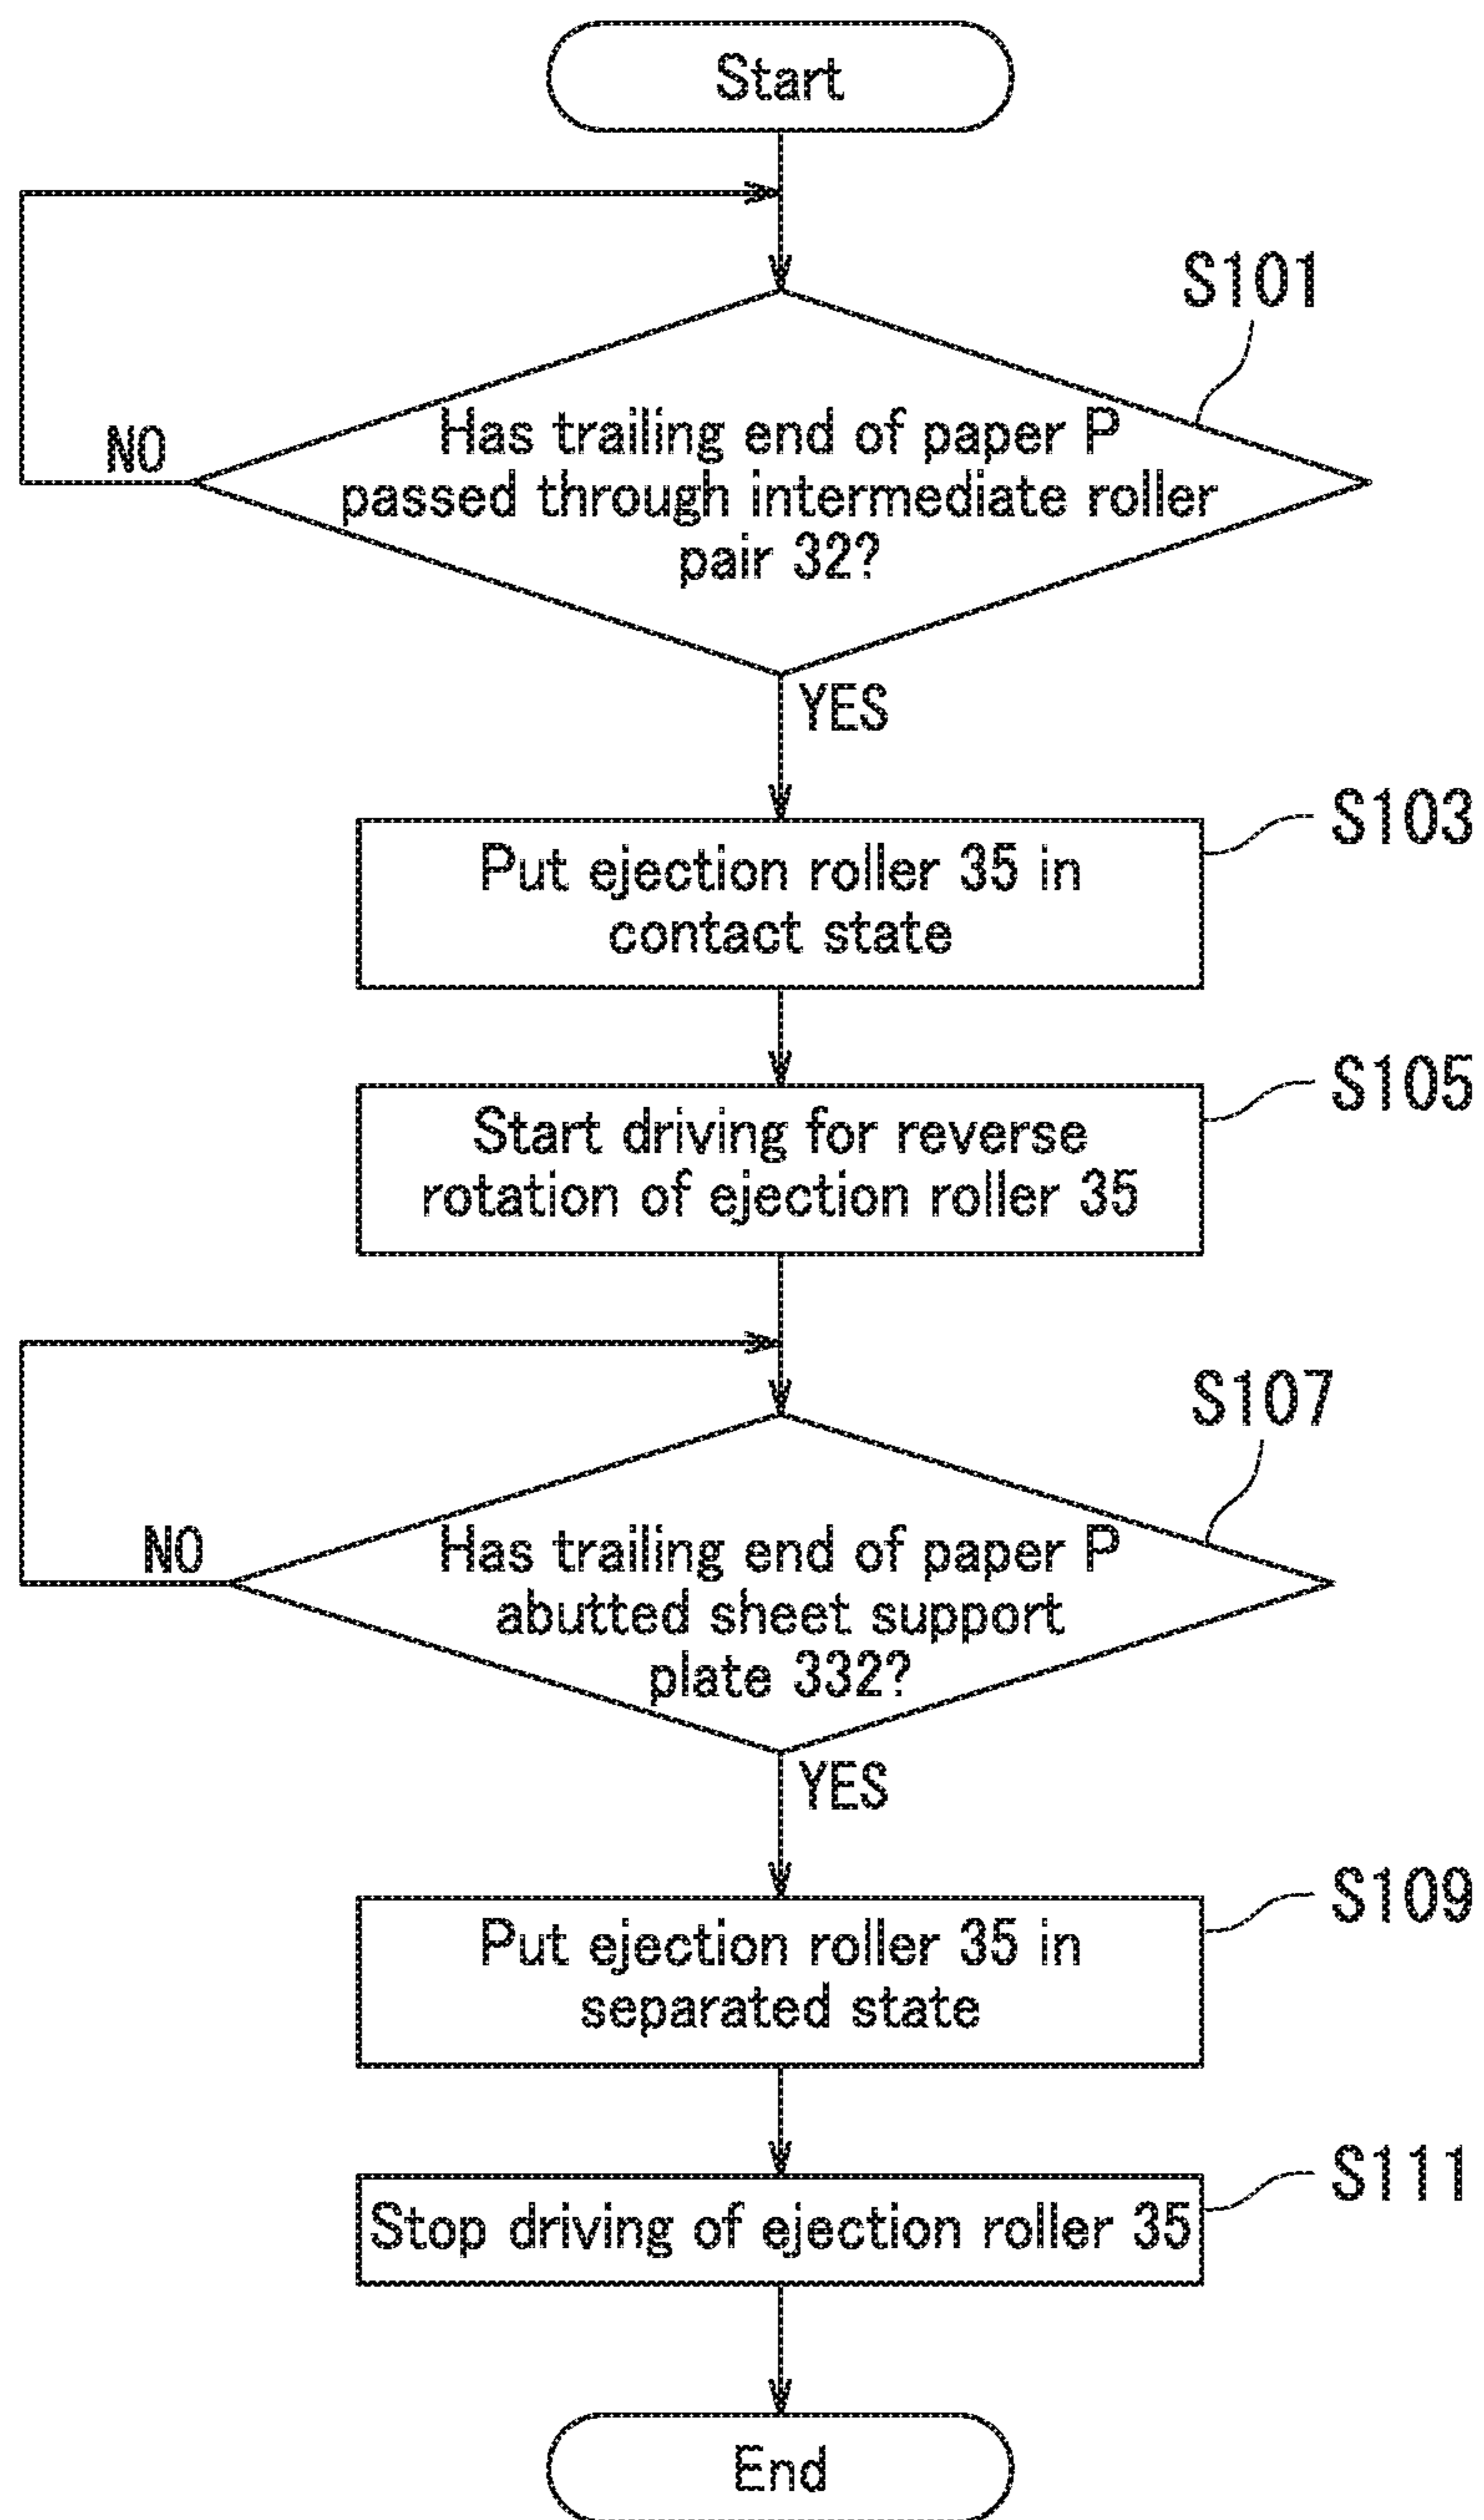 Start
S101
Has trailing end of paper P
passed through intermediate roller
pair 32?
NO
YES
S103
Put ejection roller 35 in
contact state
S105
Start driving for reverse
rotation of ejection roller 35
S107
Has trailing end of paper P
abutted sheet support
plate 332?
NO
YES
S109
Put ejection roller 35 in
separated state
S111
Stop driving of ejection roller 35
End